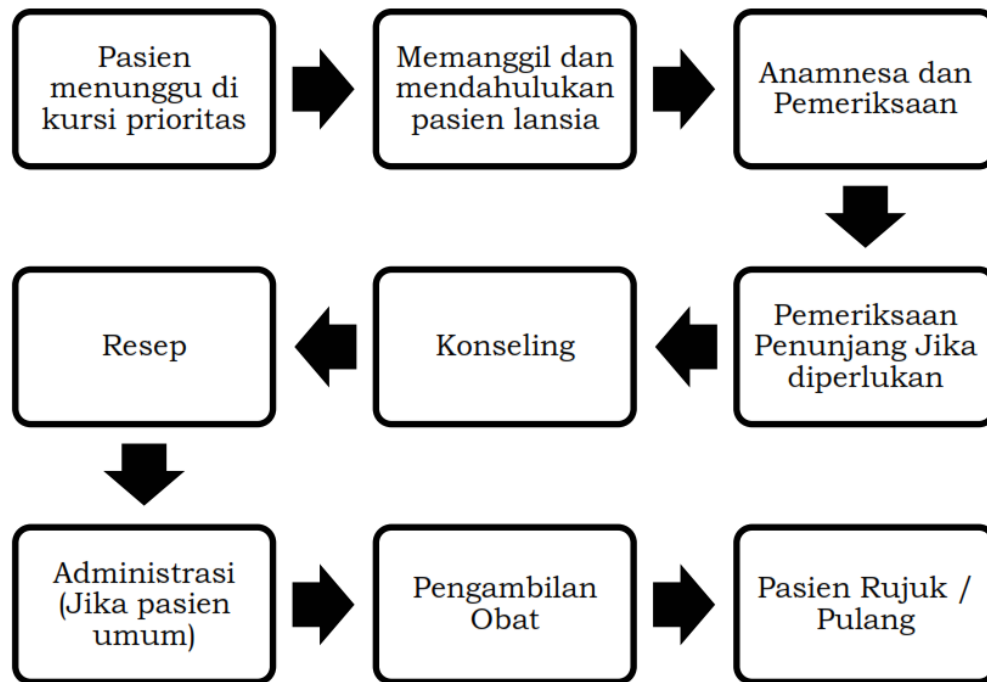 Pasien
menunggu di
kursi prioritas
Memanggil dan
mendahulukan
pasien lansia
Anamnesa dan
Pemeriksaan
Pemeriksaan
Penunjang Jika
diperlukan
Konseling
Resep
Administrasi
(Jika pasien
umum)
Pengambilan
Obat
Pasien Rujuk /
Pulang